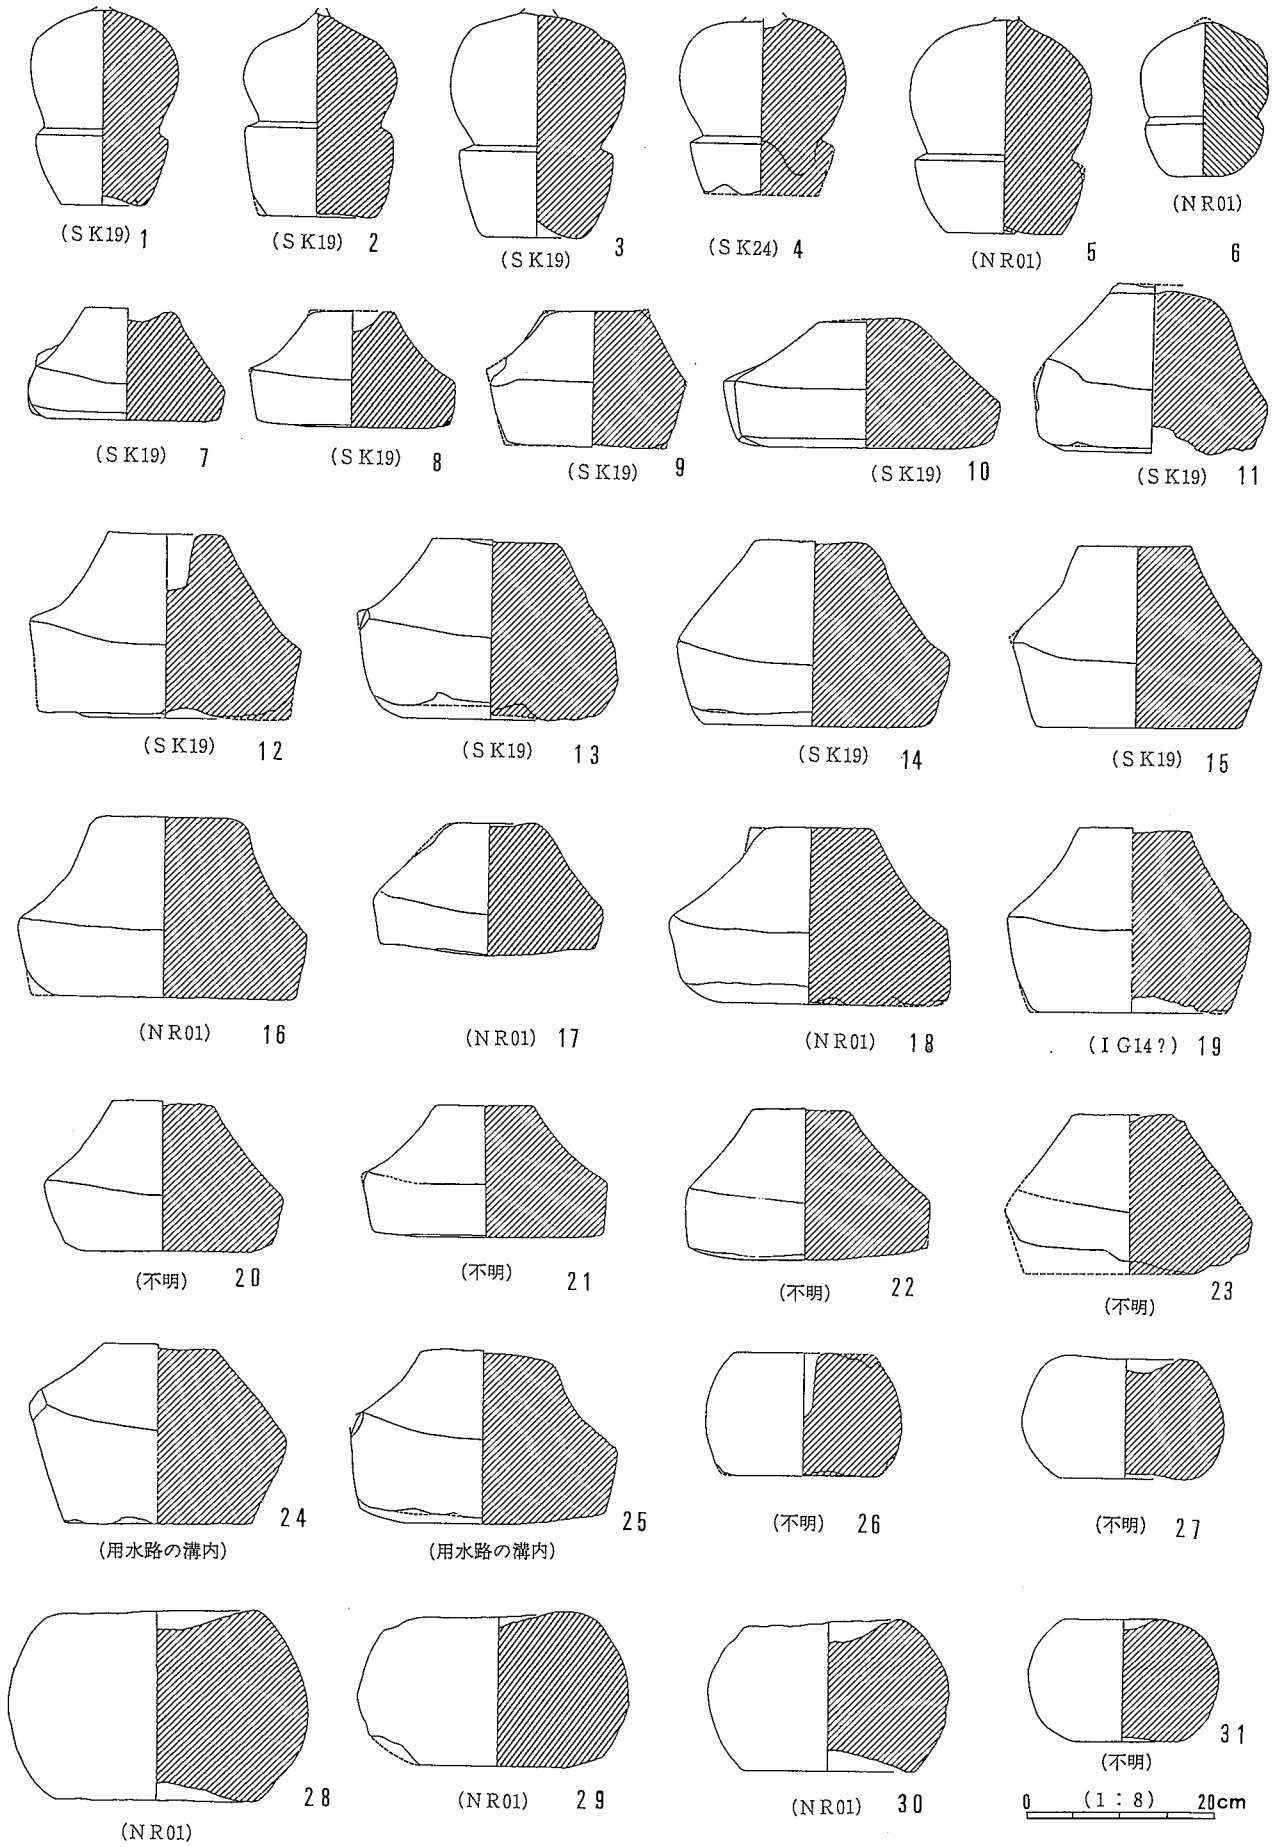 (SK19) 1
(SK19) 2
(SK19) 3
(SK24) 4
(NR01) 5
(NR01) 6
(SK19) 7
(SK19) 8
(SK19) 9
(SK19) 10
(SK19) 11
(SK19) 12
(SK19) 13
(SK19) 14
(SK19) 15
(NR01) 16
(NR01) 17
(NR01) 18
(IG14?) 19
(不明) 20
(不明) 21
(不明) 22
(不明) 23
(用水路の溝内) 24
(用水路の溝内) 25
(不明) 26
(不明) 27
(NR01) 28
(NR01) 29
(NR01) 30
(不明) 31
0 (1:8) 20cm